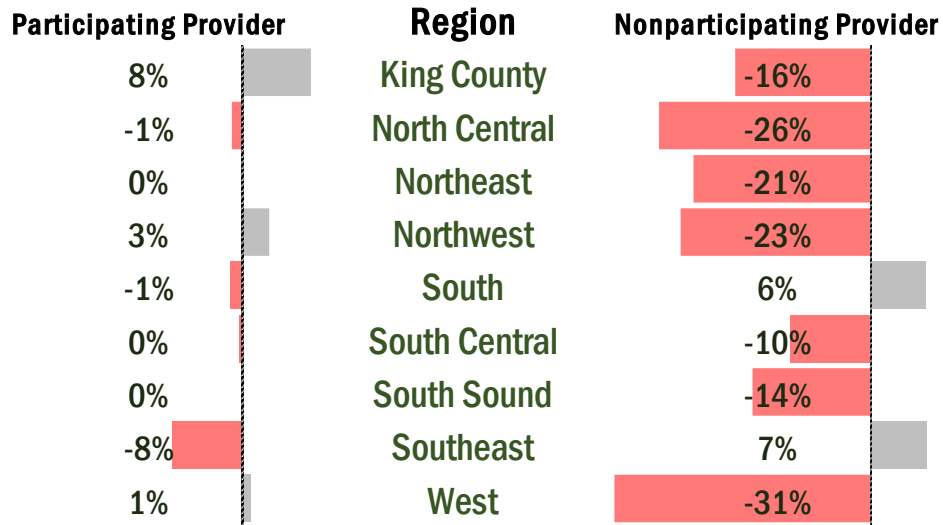 Participating Provider Region Nonparticipating Provider
8% King County -16%
-1% North Central -26%
0% Northeast -21%
3% Northwest -23%
-1% South 6%
0% South Central -10%
0% South Sound -14%
-8% Southeast 7%
1% West -31%